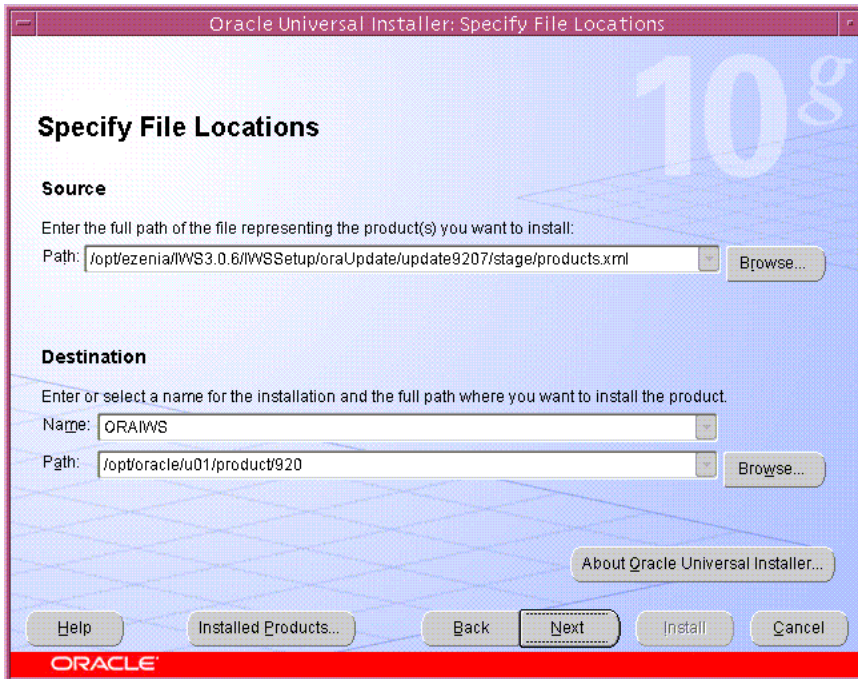 Oracle Universal Installer: Specify File Locations
10g
Specify File Locations
Source
Enter the full path of the file representing the product(s) you want to install:
Path: /opt/ezenia/IWS3.0.6/IWSSetup/oraUpdate/update9207/stage/products.xml Browse...
Destination
Enter or select a name for the installation and the full path where you want to install the product.
Name: ORAIWS
Path: /opt/oracle/u01/product/920 Browse...
About Oracle Universal Installer...
Help Installed Products... Back Next Install Cancel
ORACLE